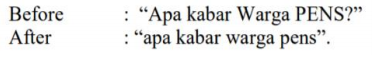 Before : “Apa kabar Warga PENS?”
After : “apa kabar warga pens”.